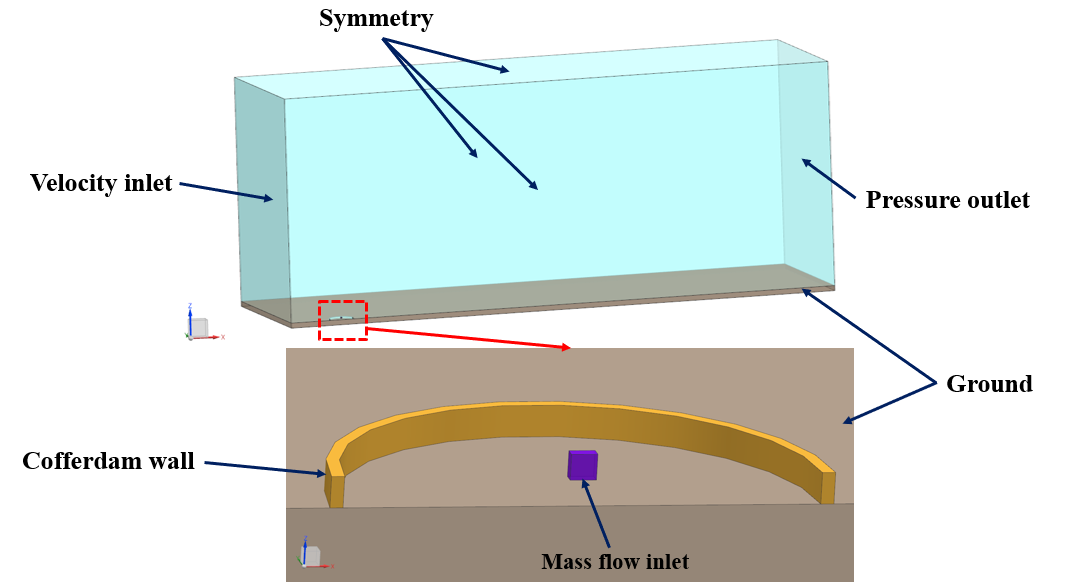 Symmetry
Velocity inlet
Pressure outlet
Ground
Cofferdam wall
Mass flow inlet